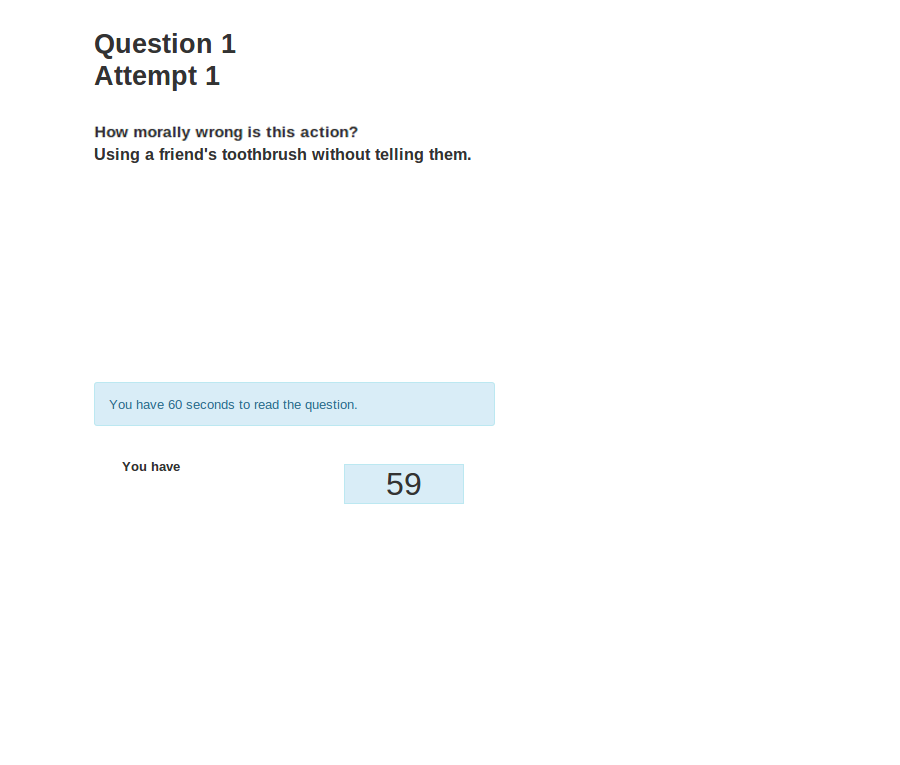 Question 1
Attempt 1
How morally wrong is this action?
Using a friend's toothbrush without telling them.
You have 60 seconds to read the question.
You have
59